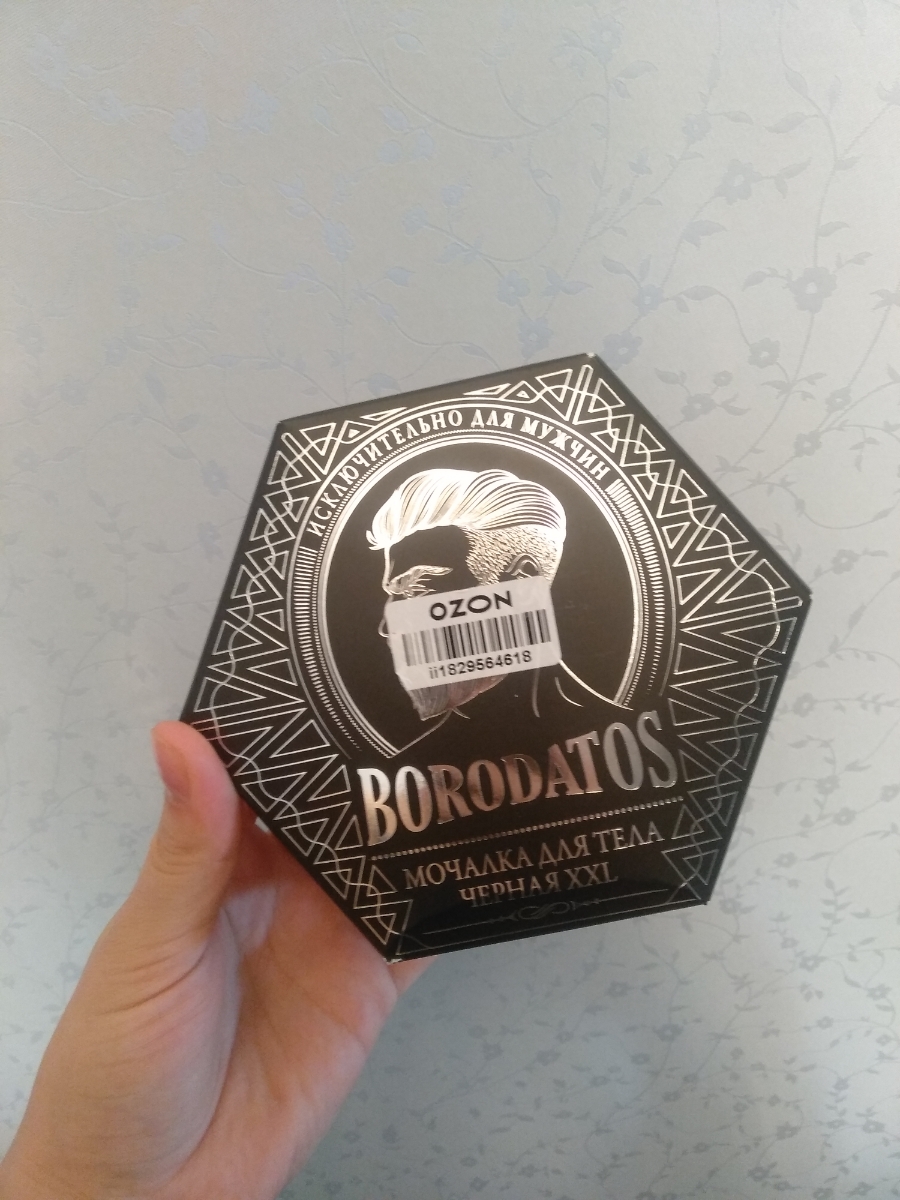 ИСКЛЮЧИТЕЛЬНО ДЛЯ МУЖЧИН
OZON
ii1829564618
BORODATOS
МОЧАЛКА ДЛЯ ТЕЛА
ЧЕРНАЯ XXL